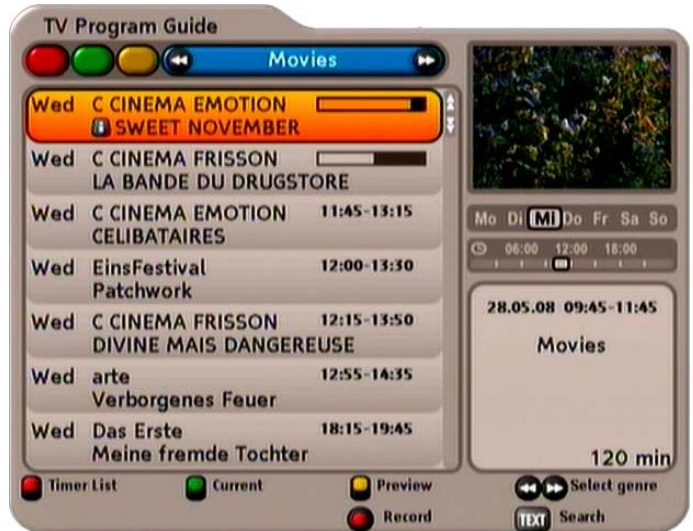 TV Program Guide
Movies
Wed C CINEMA EMOTION
SWEET NOVEMBER
Wed C CINEMA FRISSON
LA BANDE DU DRUGSTORE
Wed C CINEMA EMOTION 11:45-13:15
CELIBATAIRES
Wed EinsFestival 12:00-13:30
Patchwork
Wed C CINEMA FRISSON 12:15-13:50
DIVINE MAIS DANGEREUSE
Wed arte 12:55-14:35
Verborgenes Feuer
Wed Das Erste 18:15-19:45
Meine fremde Tochter
Mo Di Mi Do Fr Sa So
06:00 12:00 18:00
28.05.08 09:45-11:45
Movies
120 min
Timer List Current Preview Select genre
Record TEXT Search